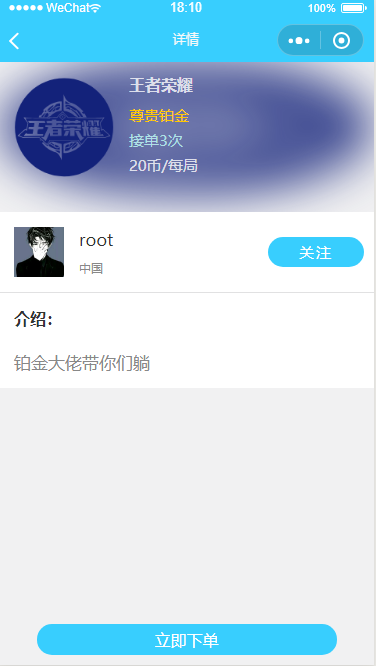 WeChat 18:10 100%
详情
王者荣耀
王者荣耀
尊贵铂金
接单3次
20币/每局
root
关注
中国
介绍:
铂金大佬带你们躺
立即下单